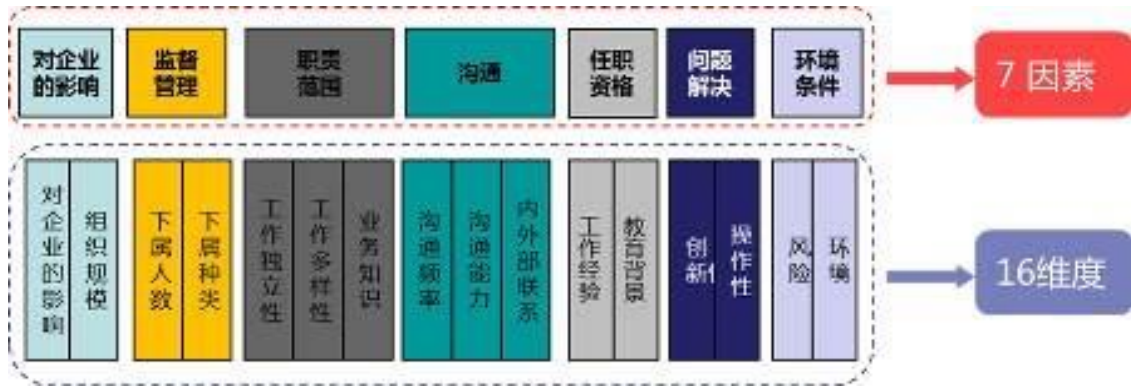 对企业
的影响
监督
管理
职责
范围
沟通
任职
资格
问题
解决
环境
条件
7 因素
对企业的影响
组织规模
下属人数
下属种类
工作独立性
工作多样性
业务知识
沟通频率
沟通能力
内外部联系
工作经验
教育背景
创新
操作性
风险
环境
16维度